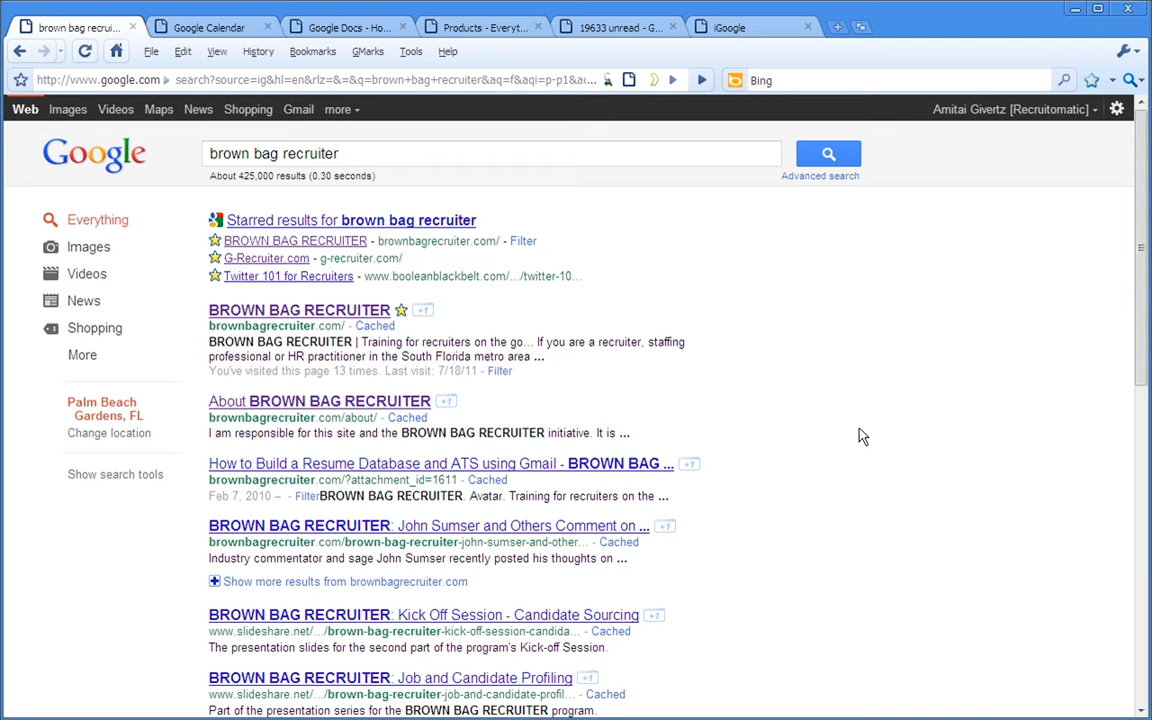 brown bag recrui...
Google Calendar
Google Docs - Ho...
Products - Everyt...
19633 unread - G...
iGoogle
File Edit View History Bookmarks GMarks Tools Help
http://www.google.com search?source=ig&hl=en&rlz=&=&q=brown+bag+recruiter&aq=f&aqi=p-p1&a...
Bing
Web Images Videos Maps News Shopping Gmail more
Amitai Givertz [Recruitomatic]
Google
brown bag recruiter
About 425,000 results (0.30 seconds)
Advanced search
Everything
Images
Videos
News
Shopping
More
Palm Beach
Gardens, FL
Change location
Show search tools
Starred results for brown bag recruiter
BROWN BAG RECRUITER - brownbagrecruiter.com/ - Filter
G-Recruiter.com - g-recruiter.com/
Twitter 101 for Recruiters - www.booleanblackbelt.com/.../twitter-10...
BROWN BAG RECRUITER +1
brownbagrecruiter.com/ - Cached
BROWN BAG RECRUITER | Training for recruiters on the go... If you are a recruiter, staffing
professional or HR practitioner in the South Florida metro area ...
You've visited this page 13 times. Last visit: 7/18/11 - Filter
About BROWN BAG RECRUITER +1
brownbagrecruiter.com/about/ - Cached
I am responsible for this site and the BROWN BAG RECRUITER initiative. It is ...
How to Build a Resume Database and ATS using Gmail - BROWN BAG ... +1
brownbagrecruiter.com/?attachment_id=1611 - Cached
Feb 7, 2010 – - FilterBROWN BAG RECRUITER. Avatar. Training for recruiters on the ...
BROWN BAG RECRUITER: John Sumser and Others Comment on ... +1
brownbagrecruiter.com/brown-bag-recruiter-john-sumser-and-other... - Cached
Industry commentator and sage John Sumser recently posted his thoughts on ...
Show more results from brownbagrecruiter.com
BROWN BAG RECRUITER: Kick Off Session - Candidate Sourcing +1
www.slideshare.net/.../brown-bag-recruiter-kick-off-session-candida... - Cached
The presentation slides for the second part of the program's Kick-off Session.
BROWN BAG RECRUITER: Job and Candidate Profiling +1
www.slideshare.net/.../brown-bag-recruiter-job-and-candidate-profil... - Cached
Part of the presentation series for the BROWN BAG RECRUITER program.